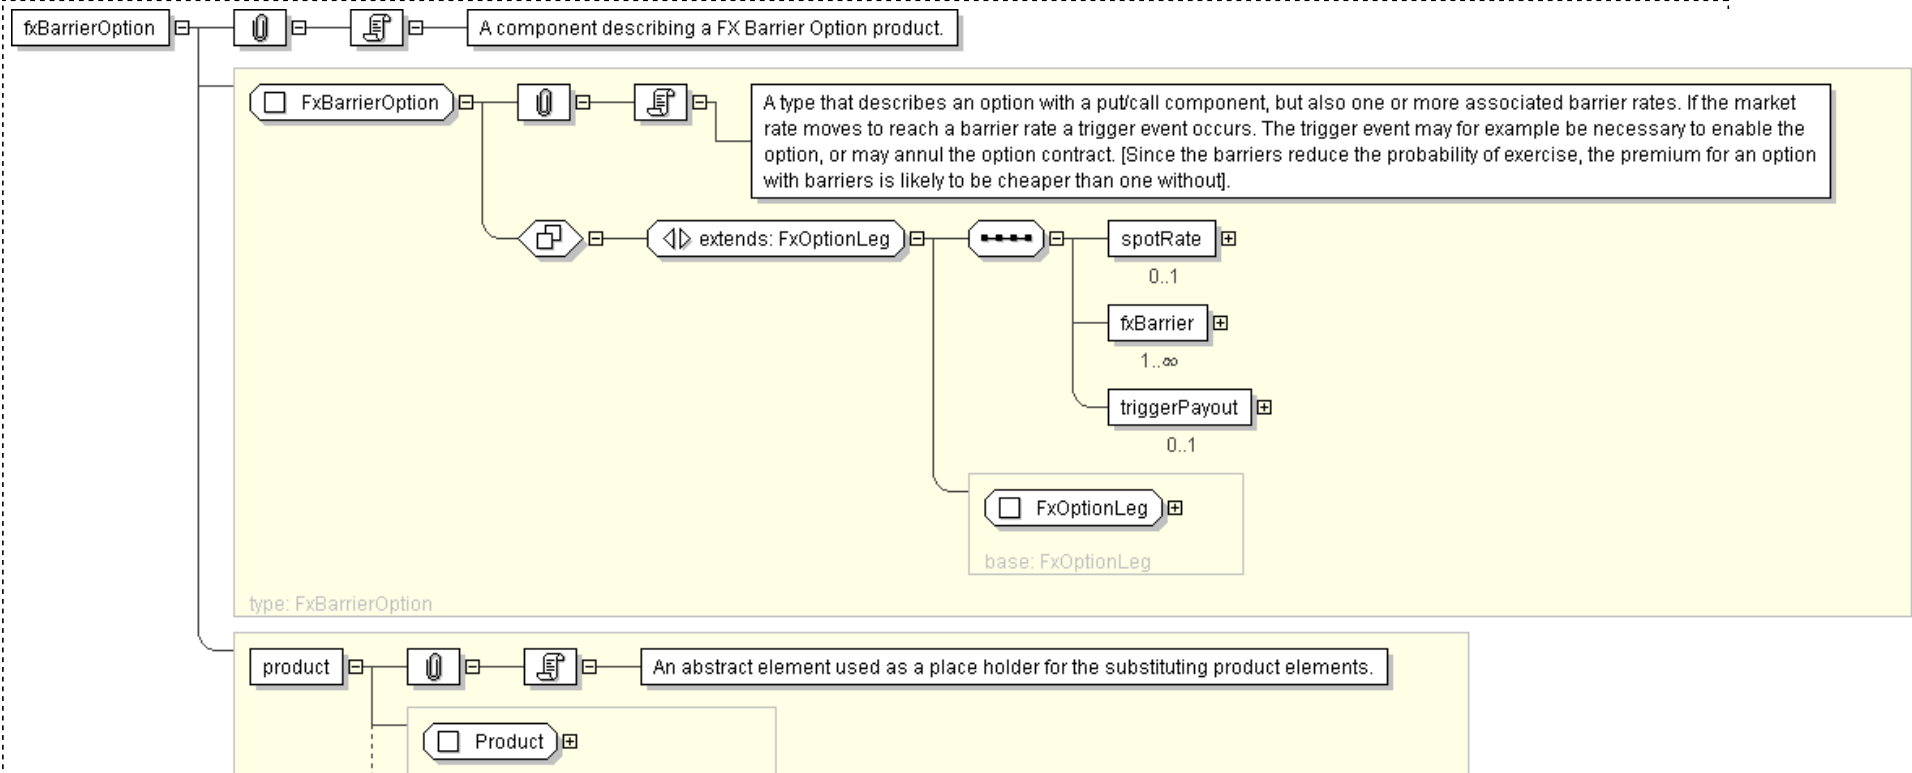 fxBarrierOption
A component describing a FX Barrier Option product.
FxBarrierOption
A type that describes an option with a put/call component, but also one or more associated barrier rates. If the market
rate moves to reach a barrier rate a trigger event occurs. The trigger event may for example be necessary to enable the
option, or may annul the option contract. [Since the barriers reduce the probability of exercise, the premium for an option
with barriers is likely to be cheaper than one without].
extends: FxOptionLeg
spotRate
0..1
fxBarrier
1..∞
triggerPayout
0..1
FxOptionLeg
base: FxOptionLeg
type: FxBarrierOption
product
An abstract element used as a place holder for the substituting product elements.
Product